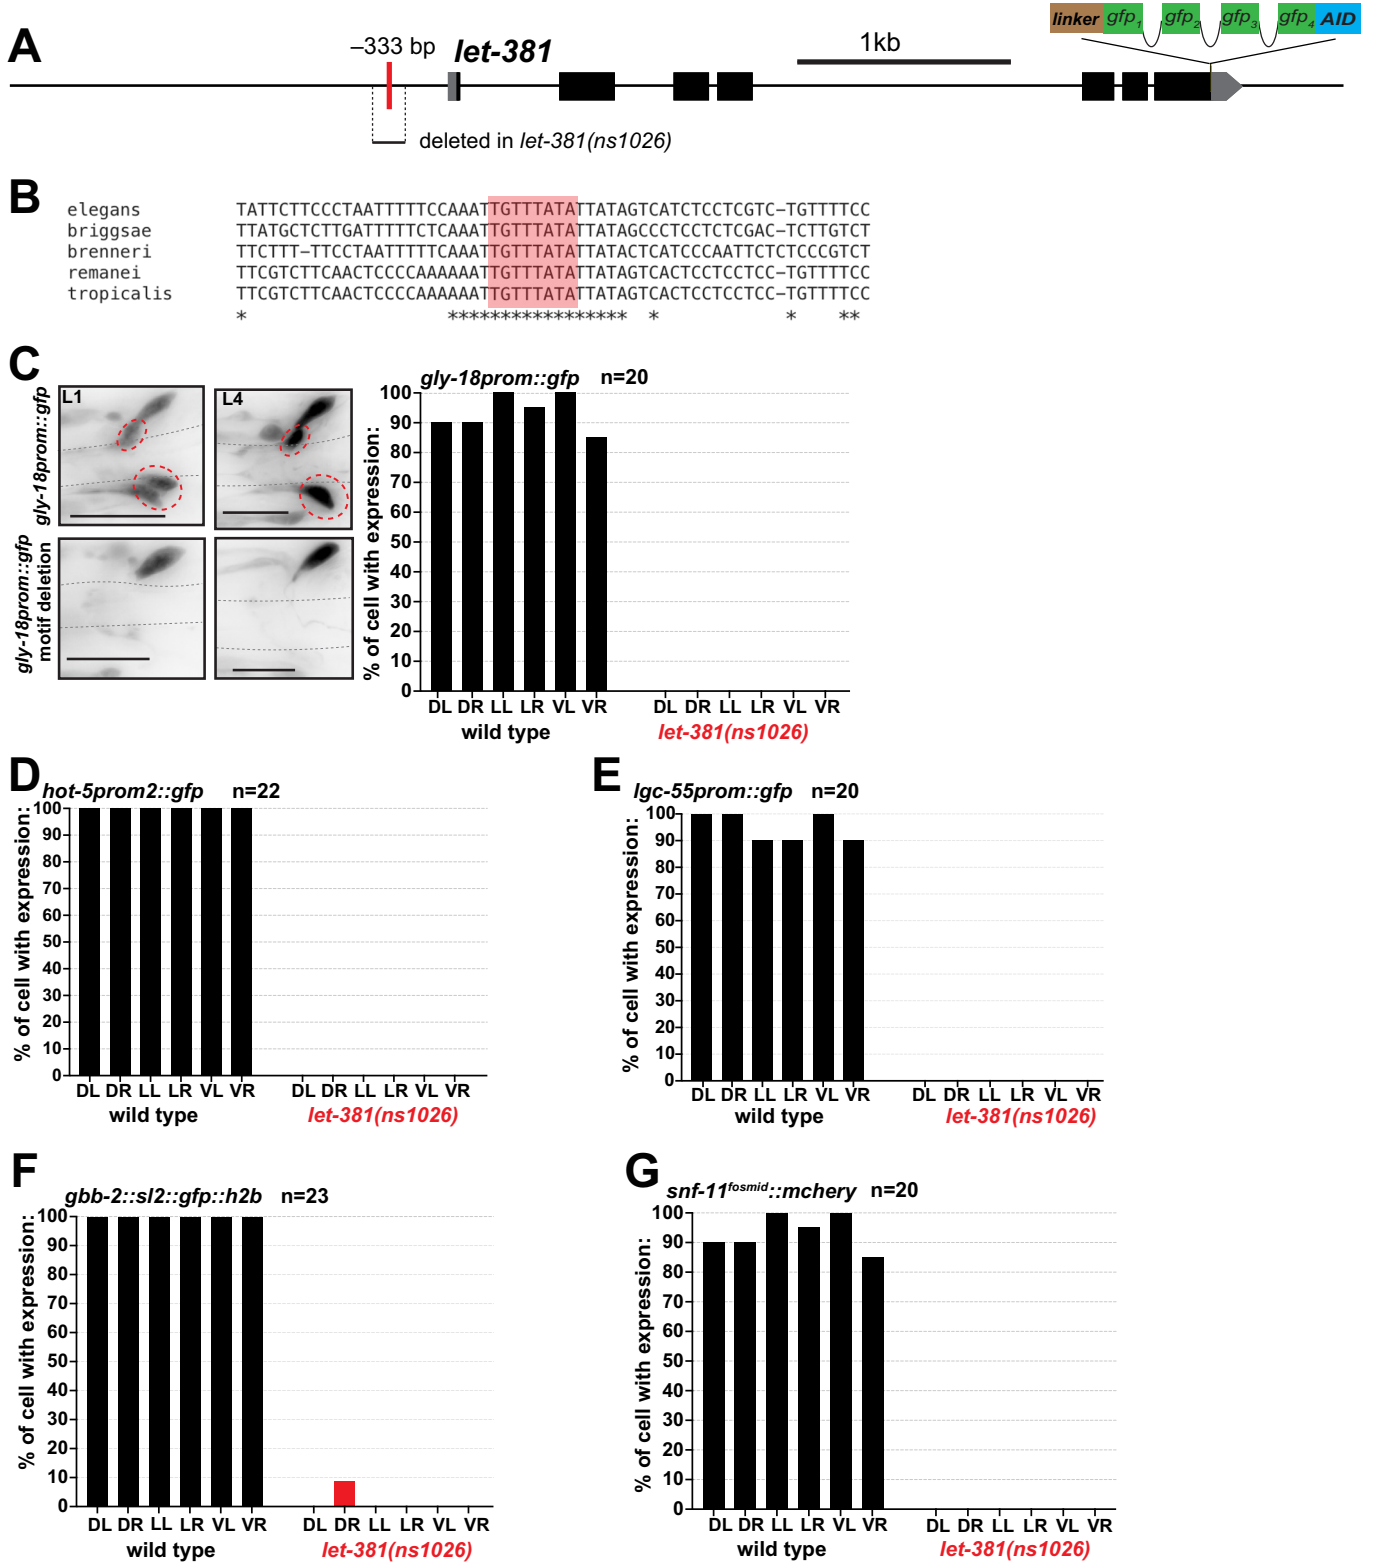 A
–333 bp
let-381
1kb
linker gfp1 gfp2 gfp3 gfp4 AID
deleted in let-381(ns1026)
B
elegans TATTCTTCCCTAATTTTTCCAAATTGTTTATATTATAGTCATCTCCTCGTC–TGTTTTCC
briggsae TTATGCTCTTGATTTTTCTCAAATTGTTTATATTATAGCCCTCCTCTCGAC–TCTTGTCT
brenneri TTCTTT–TTCCTAATTTTTCAAATTGTTTATATTATACTCATCCCAATTCTCTCCCGTCT
remanei TTCGTCTTCAACTCCCCAAAAAATTGTTTATATTATAGTCACTCCTCCTCC–TGTTTTCC
tropicalis TTCGTCTTCAACTCCCCAAAAAATTGTTTATATTATAGTCACTCCTCCTCC–TGTTTTCC
* ***************** * * **
C
gly-18prom::gfp
L1
L4
gly-18prom::gfp
motif deletion
gly-18prom::gfp n=20
% of cell with expression:
100
90
80
70
60
50
40
30
20
10
0
DL DR LL LR VL VR DL DR LL LR VL VR
wild type let-381(ns1026)
D
hot-5prom2::gfp n=22
% of cell with expression:
100
90
80
70
60
50
40
30
20
10
0
DL DR LL LR VL VR DL DR LL LR VL VR
wild type let-381(ns1026)
E
lgc-55prom::gfp n=20
% of cell with expression:
100
90
80
70
60
50
40
30
20
10
0
DL DR LL LR VL VR DL DR LL LR VL VR
wild type let-381(ns1026)
F
gbb-2::sl2::gfp::h2b n=23
% of cell with expression:
100
90
80
70
60
50
40
30
20
10
0
DL DR LL LR VL VR DL DR LL LR VL VR
wild type let-381(ns1026)
G
snf-11fosmid::mchery n=20
% of cell with expression:
100
90
80
70
60
50
40
30
20
10
0
DL DR LL LR VL VR DL DR LL LR VL VR
wild type let-381(ns1026)